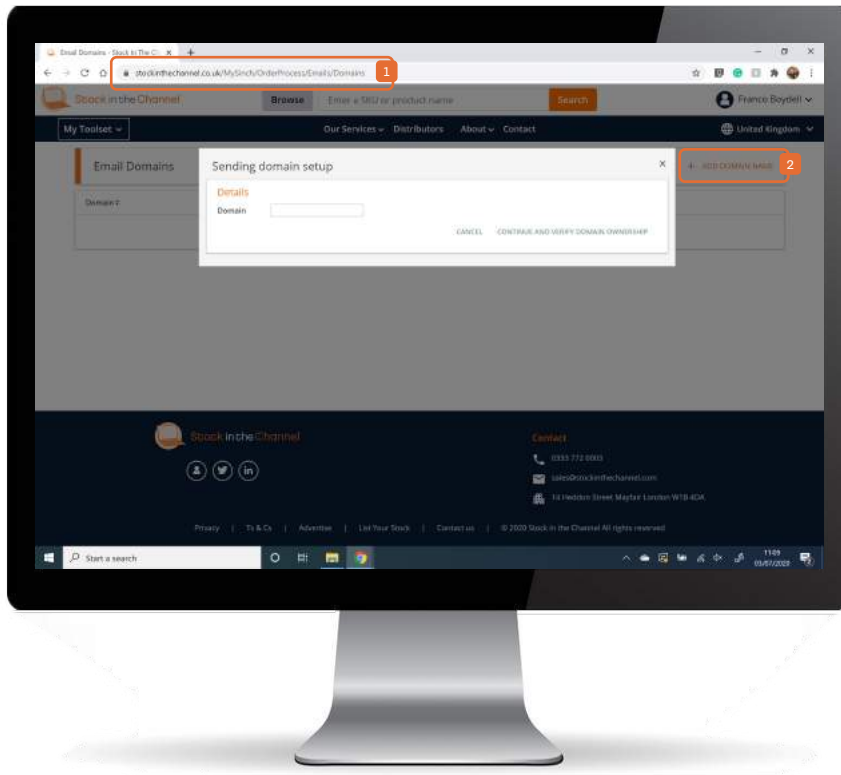 Email Domains - Stock In The C
stockinthechannel.co.uk/MySinch/OrderProcess/Emails/Domains
1
Stock in the Channel
Browse
Enter a SKU or product name
Search
Franco Boydell
My Toolset
Our Services
Distributors
About
Contact
United Kingdom
Email Domains
Sending domain setup
×
+ ADD DOMAIN NAME
2
Details
Domain
Domain
CANCEL
CONTINUE AND VERIFY DOMAIN OWNERSHIP
Stock in the Channel
Contact
0333 772 0003
sales@stockinthechannel.com
14 Heddon Street Mayfair London W1B 4DA
Privacy | Ts & Cs | Advertise | List Your Stock | Contact us | © 2020 Stock in the Channel All rights reserved
Start a search
11:09
03/07/2020